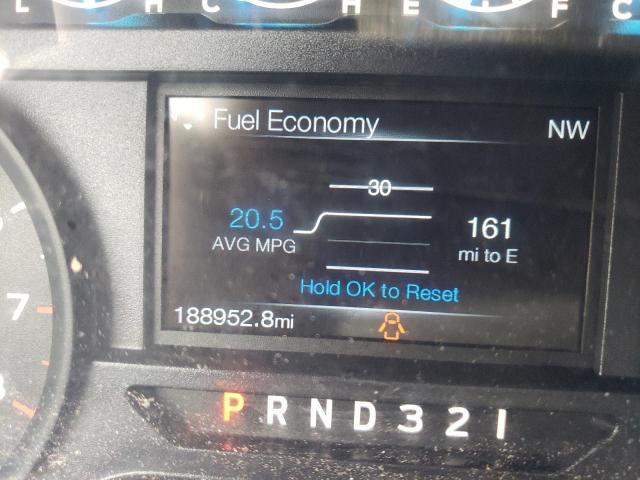 L H C H E F C
Fuel Economy NW
30
20.5 161
AVG MPG mi to E
Hold OK to Reset
188952.8mi
7
P R N D 3 2 1